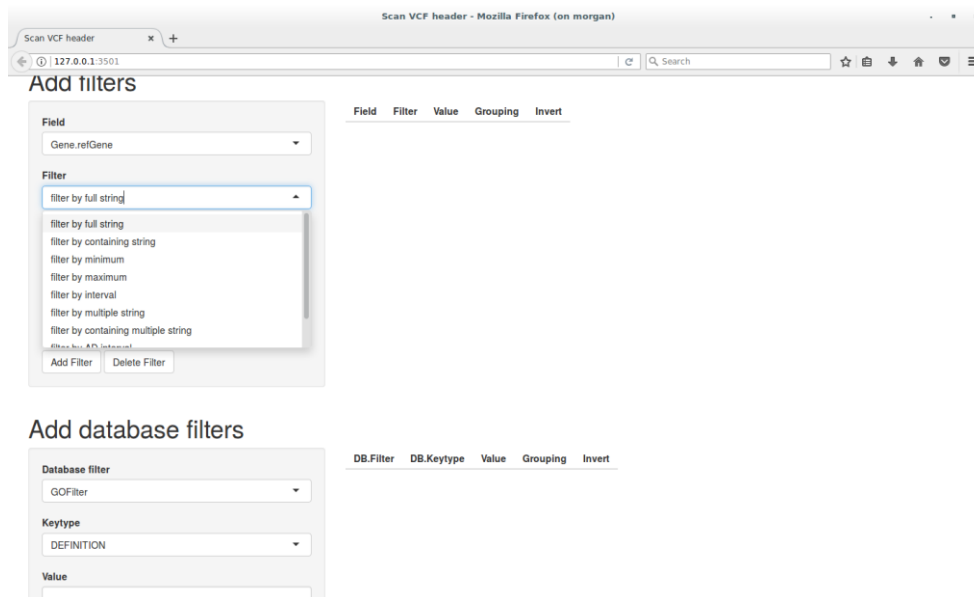 Scan VCF header - Mozilla Firefox (on morgan)
Scan VCF header × +
127.0.0.1:3501 Search
Add filters
Field Filter Value Grouping Invert
Field
Gene.refGene
Filter
filter by full string
filter by full string
filter by containing string
filter by minimum
filter by maximum
filter by interval
filter by multiple string
filter by containing multiple string
filter by AD interval
Add Filter Delete Filter
Add database filters
DB.Filter DB.Keytype Value Grouping Invert
Database filter
GOFilter
Keytype
DEFINITION
Value